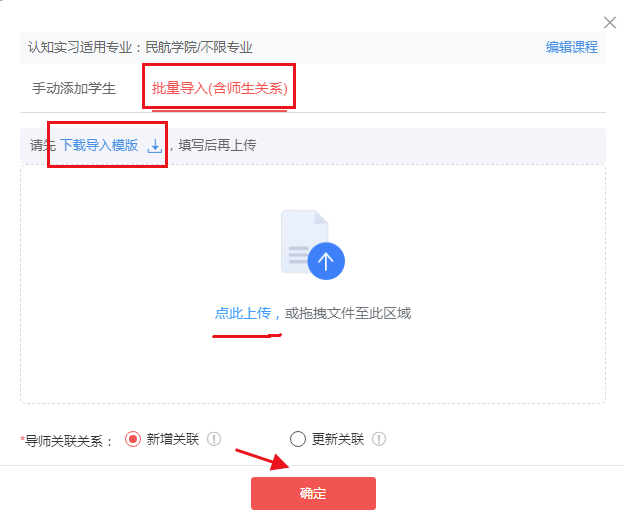 认知实习适用专业：民航学院/不限专业 编辑课程
手动添加学生 批量导入(含师生关系)
请先 下载导入模版 ，填写后再上传
点此上传，或拖拽文件至此区域
*导师关联关系： 新增关联 更新关联
确定